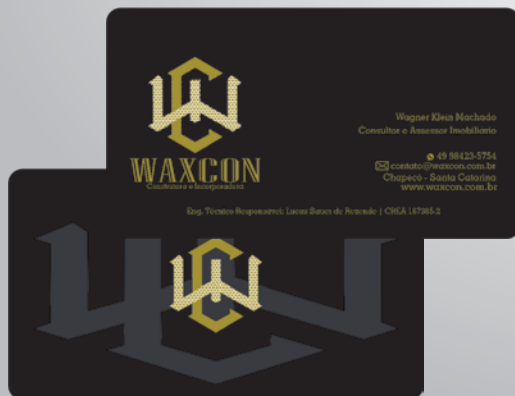 WAXCON
Construtora e Incorporadora
Wagner Klein Machado
Consultor e Assessor Imobiliário
49 98423-5754
contato@waxcon.com.br
Chapecó - Santa Catarina
www.waxcon.com.br
Eng. Técnico Responsável: Lucas Sauer de Rezende | CREA 157385-2